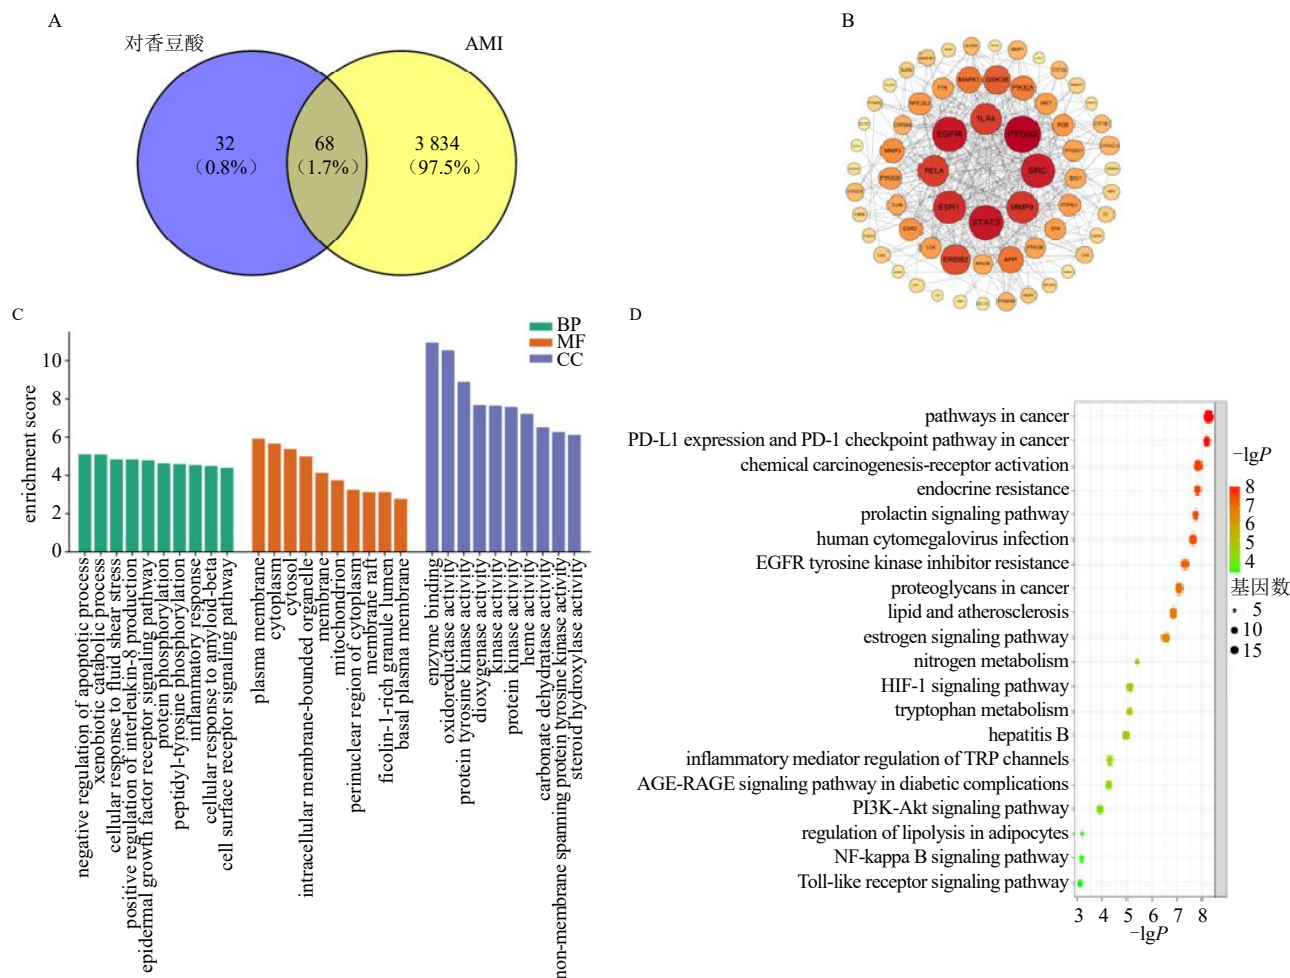 A
对香豆酸
AMI
32
（0.8%）
68
（1.7%）
3 834
（97.5%）
B
TLR4
EGFR
PTGS2
RELA
SRC
ESR1
MMP9
STAT3
ERBB2
APP
GSK3B
MAPK1
PIK3CA
MET
MMP2
ESR2
C
BP
MF
CC
enrichment score
10
8
6
4
2
0
negative regulation of apoptotic process
xenobiotic catabolic process
cellular response to fluid shear stress
positive regulation of interleukin-8 production
epidermal growth factor receptor signaling pathway
protein phosphorylation
peptidyl-tyrosine phosphorylation
inflammatory response
cellular response to amyloid-beta
cell surface receptor signaling pathway
plasma membrane
cytoplasm
cytosol
intracellular membrane-bounded organelle
membrane
mitochondrion
perinuclear region of cytoplasm
membrane raft
ficolin-1-rich granule lumen
basal plasma membrane
enzyme binding
oxidoreductase activity
protein tyrosine kinase activity
dioxygenase activity
kinase activity
protein kinase activity
heme activity
carbonate dehydratase activity
non-membrane spanning protein tyrosine kinase activity
steroid hydroxylase activity
D
pathways in cancer
PD-L1 expression and PD-1 checkpoint pathway in cancer
chemical carcinogenesis-receptor activation
endocrine resistance
prolactin signaling pathway
human cytomegalovirus infection
EGFR tyrosine kinase inhibitor resistance
proteoglycans in cancer
lipid and atherosclerosis
estrogen signaling pathway
nitrogen metabolism
HIF-1 signaling pathway
tryptophan metabolism
hepatitis B
inflammatory mediator regulation of TRP channels
AGE-RAGE signaling pathway in diabetic complications
PI3K-Akt signaling pathway
regulation of lipolysis in adipocytes
NF-kappa B signaling pathway
Toll-like receptor signaling pathway
3 4 5 6 7 8
−lgP
−lgP
8
7
6
5
4
基因数
5
10
15